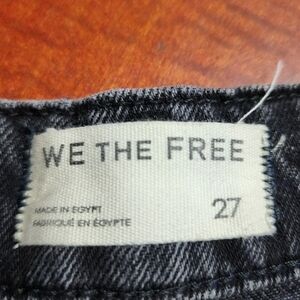 WE THE FREE
MADE IN EGYPT
FABRIQUÉ EN ÉGYPTE
27